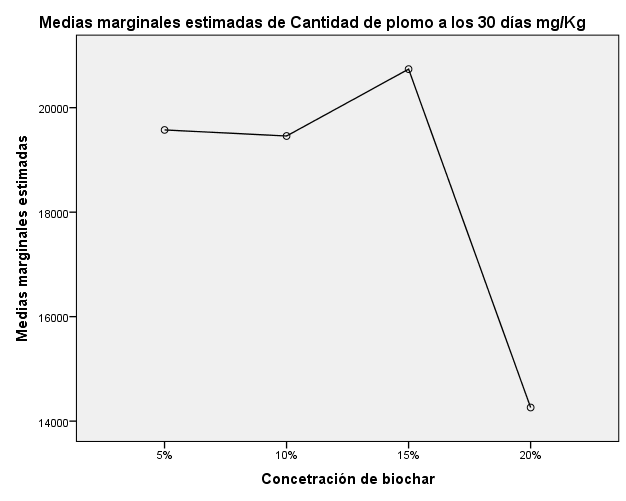 Medias marginales estimadas de Cantidad de plomo a los 30 días mg/Kg
Medias marginales estimadas
20000
18000
16000
14000
5%
10%
15%
20%
Concetración de biochar